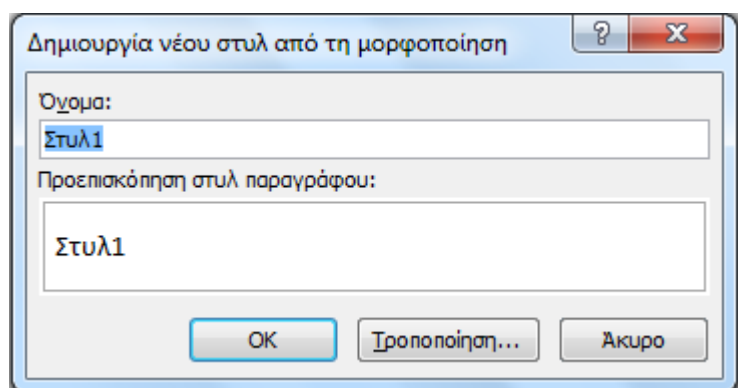 Δημιουργία νέου στυλ από τη μορφοποίηση
Όνομα:
Στυλ1
Προεπισκόπηση στυλ παραγράφου:
Στυλ1
OK Τροποποίηση... Άκυρο